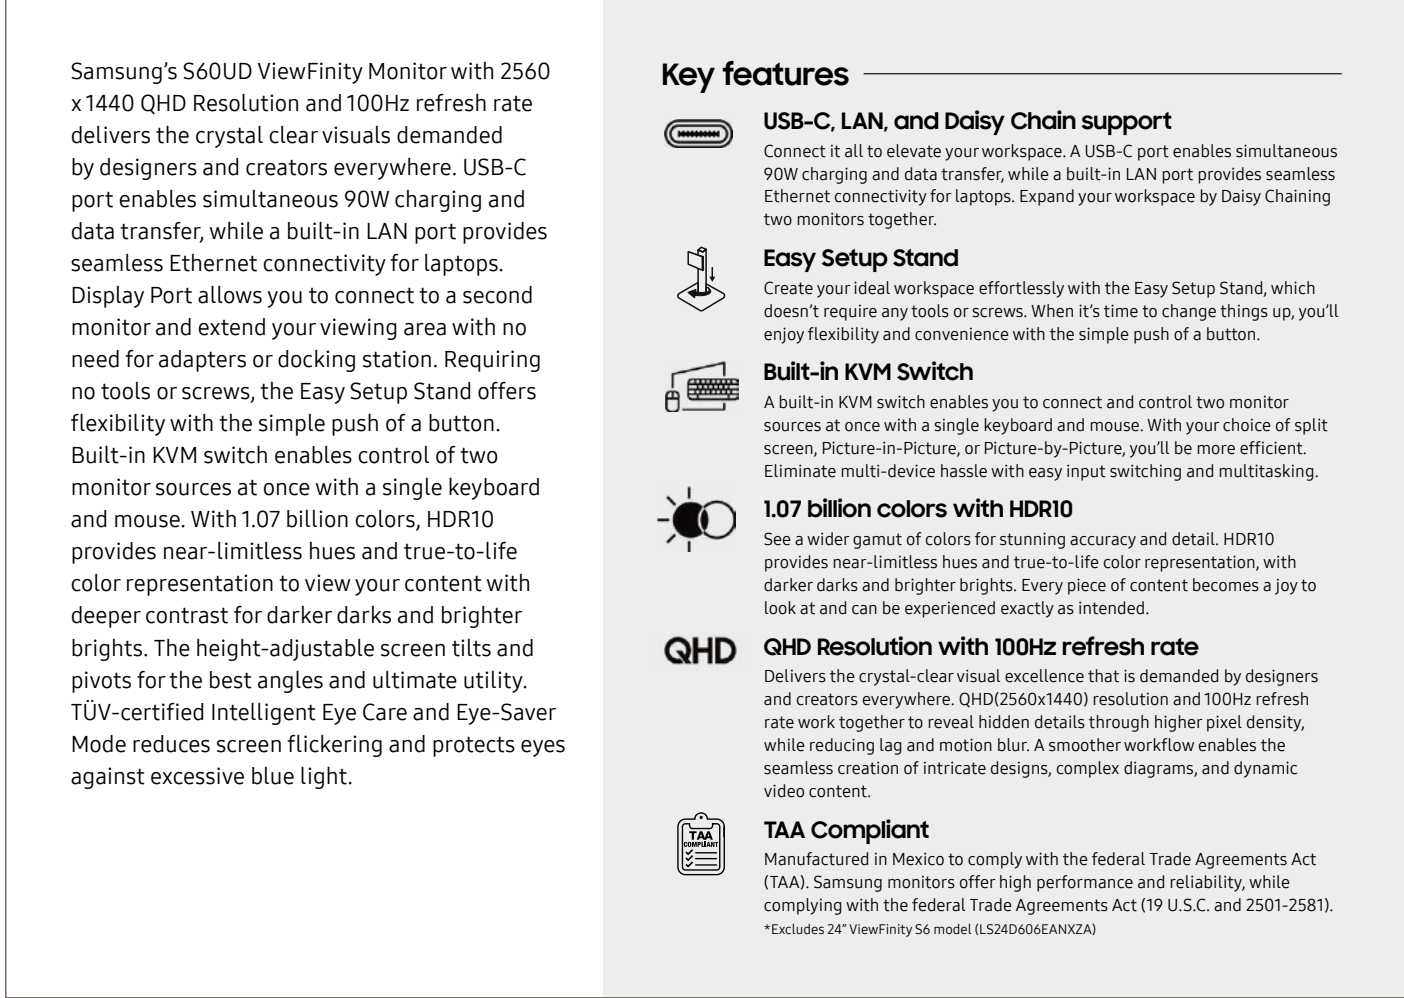 Samsung's S60UD ViewFinity Monitor with 2560
x 1440 QHD Resolution and 100Hz refresh rate
delivers the crystal clear visuals demanded
by designers and creators everywhere. USB-C
port enables simultaneous 90W charging and
data transfer, while a built-in LAN port provides
seamless Ethernet connectivity for laptops.
Display Port allows you to connect to a second
monitor and extend your viewing area with no
need for adapters or docking station. Requiring
no tools or screws, the Easy Setup Stand offers
flexibility with the simple push of a button.
Built-in KVM switch enables control of two
monitor sources at once with a single keyboard
and mouse. With 1.07 billion colors, HDR10
provides near-limitless hues and true-to-life
color representation to view your content with
deeper contrast for darker darks and brighter
brights. The height-adjustable screen tilts and
pivots for the best angles and ultimate utility.
TÜV-certified Intelligent Eye Care and Eye-Saver
Mode reduces screen flickering and protects eyes
against excessive blue light.
Key features
USB-C, LAN, and Daisy Chain support
Connect it all to elevate your workspace. A USB-C port enables simultaneous
90W charging and data transfer, while a built-in LAN port provides seamless
Ethernet connectivity for laptops. Expand your workspace by Daisy Chaining
two monitors together.
Easy Setup Stand
Create your ideal workspace effortlessly with the Easy Setup Stand, which
doesn't require any tools or screws. When it's time to change things up, you'll
enjoy flexibility and convenience with the simple push of a button.
Built-in KVM Switch
A built-in KVM switch enables you to connect and control two monitor
sources at once with a single keyboard and mouse. With your choice of split
screen, Picture-in-Picture, or Picture-by-Picture, you'll be more efficient.
Eliminate multi-device hassle with easy input switching and multitasking.
1.07 billion colors with HDR10
See a wider gamut of colors for stunning accuracy and detail. HDR10
provides near-limitless hues and true-to-life color representation, with
darker darks and brighter brights. Every piece of content becomes a joy to
look at and can be experienced exactly as intended.
QHD
QHD Resolution with 100Hz refresh rate
Delivers the crystal-clear visual excellence that is demanded by designers
and creators everywhere. QHD(2560x1440) resolution and 100Hz refresh
rate work together to reveal hidden details through higher pixel density,
while reducing lag and motion blur. A smoother workflow enables the
seamless creation of intricate designs, complex diagrams, and dynamic
video content.
TAA
COMPLIANT
TAA Compliant
Manufactured in Mexico to comply with the federal Trade Agreements Act
(TAA). Samsung monitors offer high performance and reliability, while
complying with the federal Trade Agreements Act (19 U.S.C. and 2501-2581).
*Excludes 24" ViewFinity S6 model (LS24D606EANXZA)